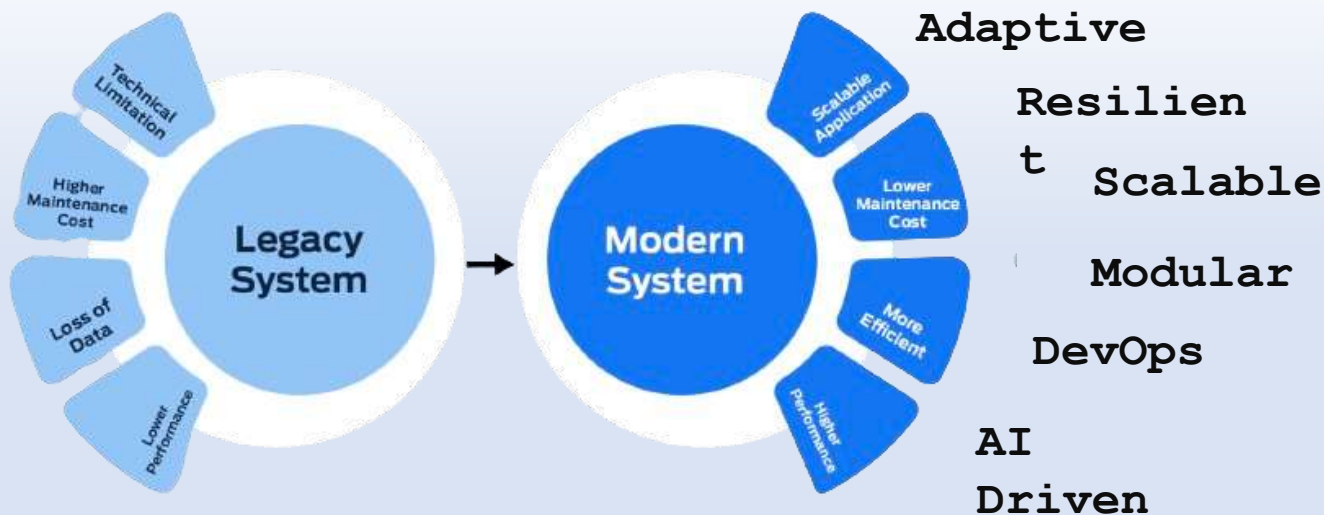 Technical
Limitation
Higher
Maintenance
Cost
Loss of
Data
Lower
Performance
Legacy
System
Modern
System
Scalable
Application
Lower
Maintenance
Cost
More
Efficient
Higher
Performance
Adaptive
Resilien
t
Scalable
Modular
DevOps
AI
Driven